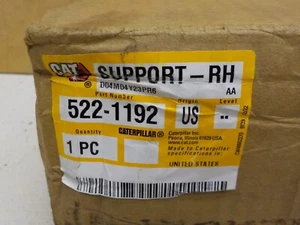 CAT
SUPPORT-RH
D04M04Y23PR6
AA
Part Number
Origin
Level
522-1192
US
--
Quantity
CATERPILLAR®
1 PC
Caterpillar Inc.
Peoria, Illinois 61629 USA
www.cat.com
Made to Caterpillar
specifications in:
UNITED STATES